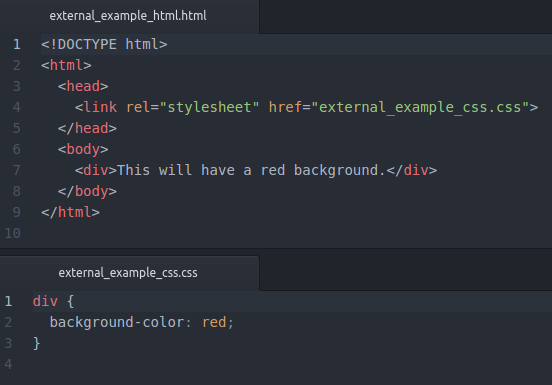 external_example_html.html
1 <!DOCTYPE html>
2 <html>
3   <head>
4     <link rel="stylesheet" href="external_example_css.css">
5   </head>
6   <body>
7     <div>This will have a red background.</div>
8   </body>
9 </html>
10
external_example_css.css
1 div {
2   background-color: red;
3 }
4